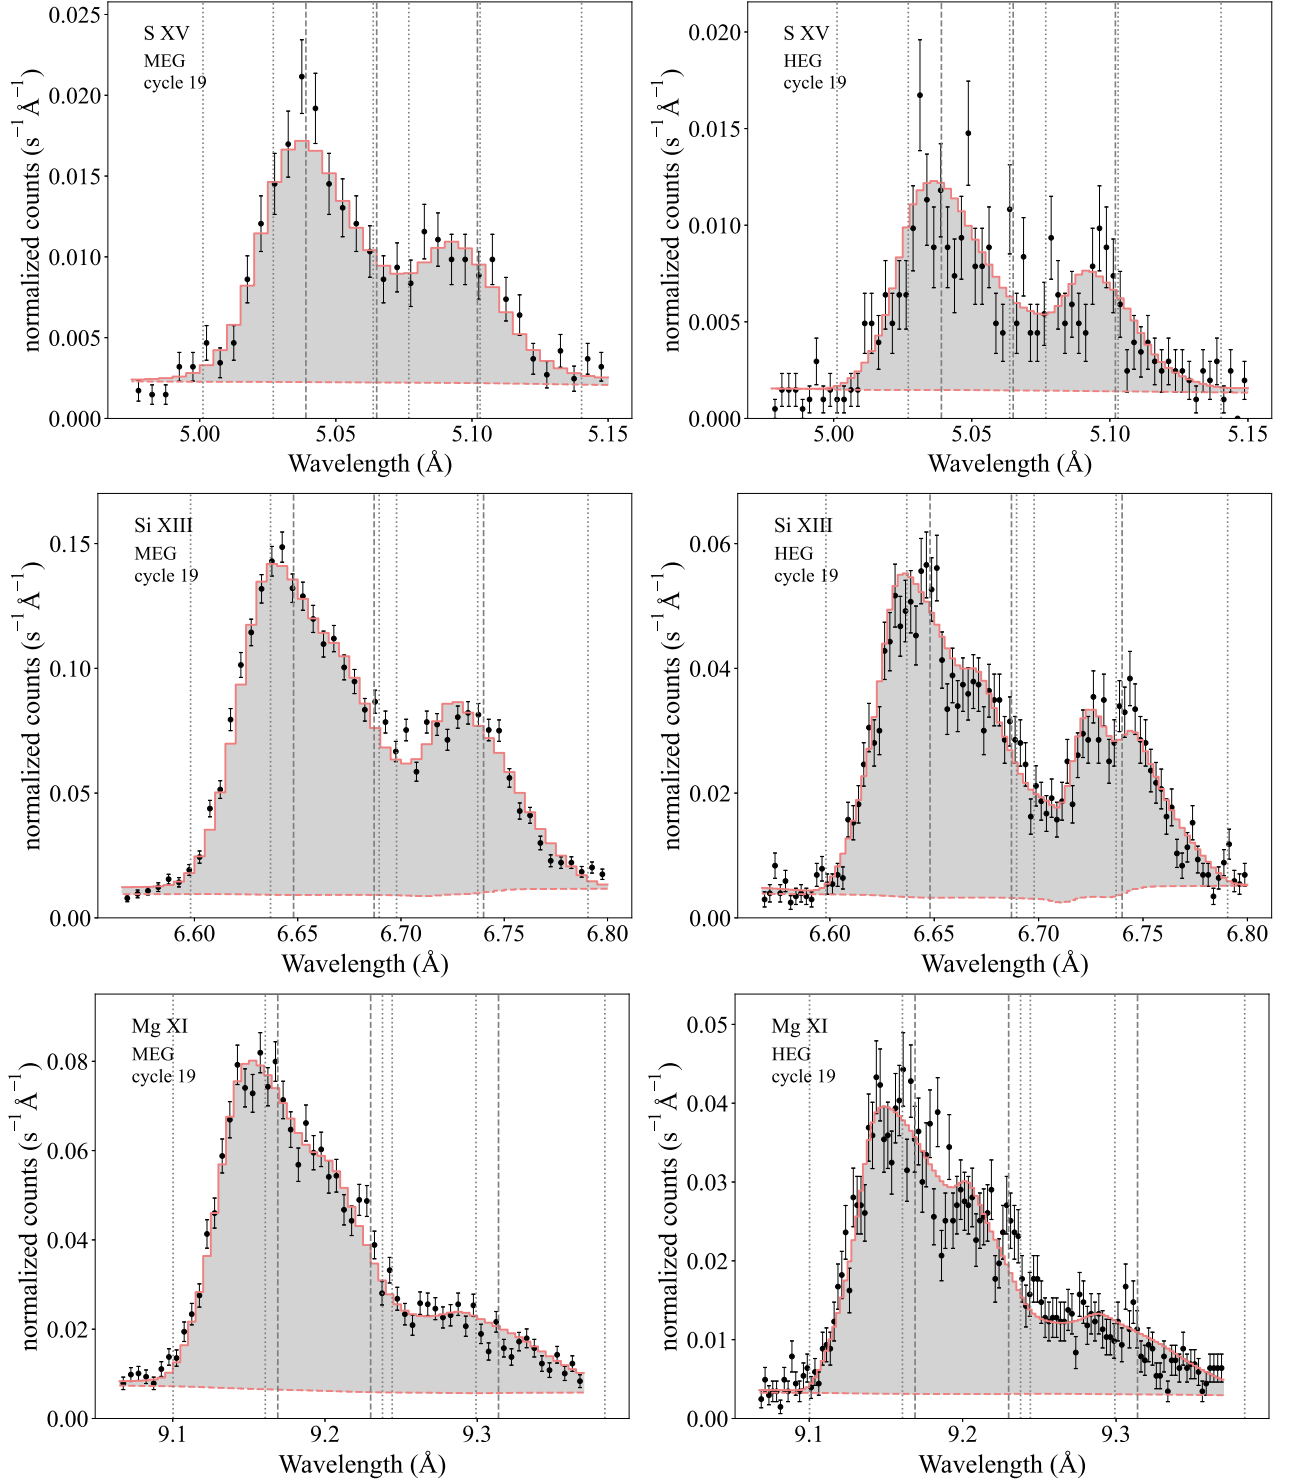 S XV
MEG
cycle 19
0.025
0.020
0.015
0.010
0.005
0.000
normalized counts (s⁻¹ Å⁻¹)
5.00 5.05 5.10 5.15
Wavelength (Å)
S XV
HEG
cycle 19
0.020
0.015
0.010
0.005
0.000
normalized counts (s⁻¹ Å⁻¹)
5.00 5.05 5.10 5.15
Wavelength (Å)
Si XIII
MEG
cycle 19
0.15
0.10
0.05
0.00
normalized counts (s⁻¹ Å⁻¹)
6.60 6.65 6.70 6.75 6.80
Wavelength (Å)
Si XIII
HEG
cycle 19
0.06
0.04
0.02
0.00
normalized counts (s⁻¹ Å⁻¹)
6.60 6.65 6.70 6.75 6.80
Wavelength (Å)
Mg XI
MEG
cycle 19
0.08
0.06
0.04
0.02
0.00
normalized counts (s⁻¹ Å⁻¹)
9.1 9.2 9.3
Wavelength (Å)
Mg XI
HEG
cycle 19
0.05
0.04
0.03
0.02
0.01
0.00
normalized counts (s⁻¹ Å⁻¹)
9.1 9.2 9.3
Wavelength (Å)